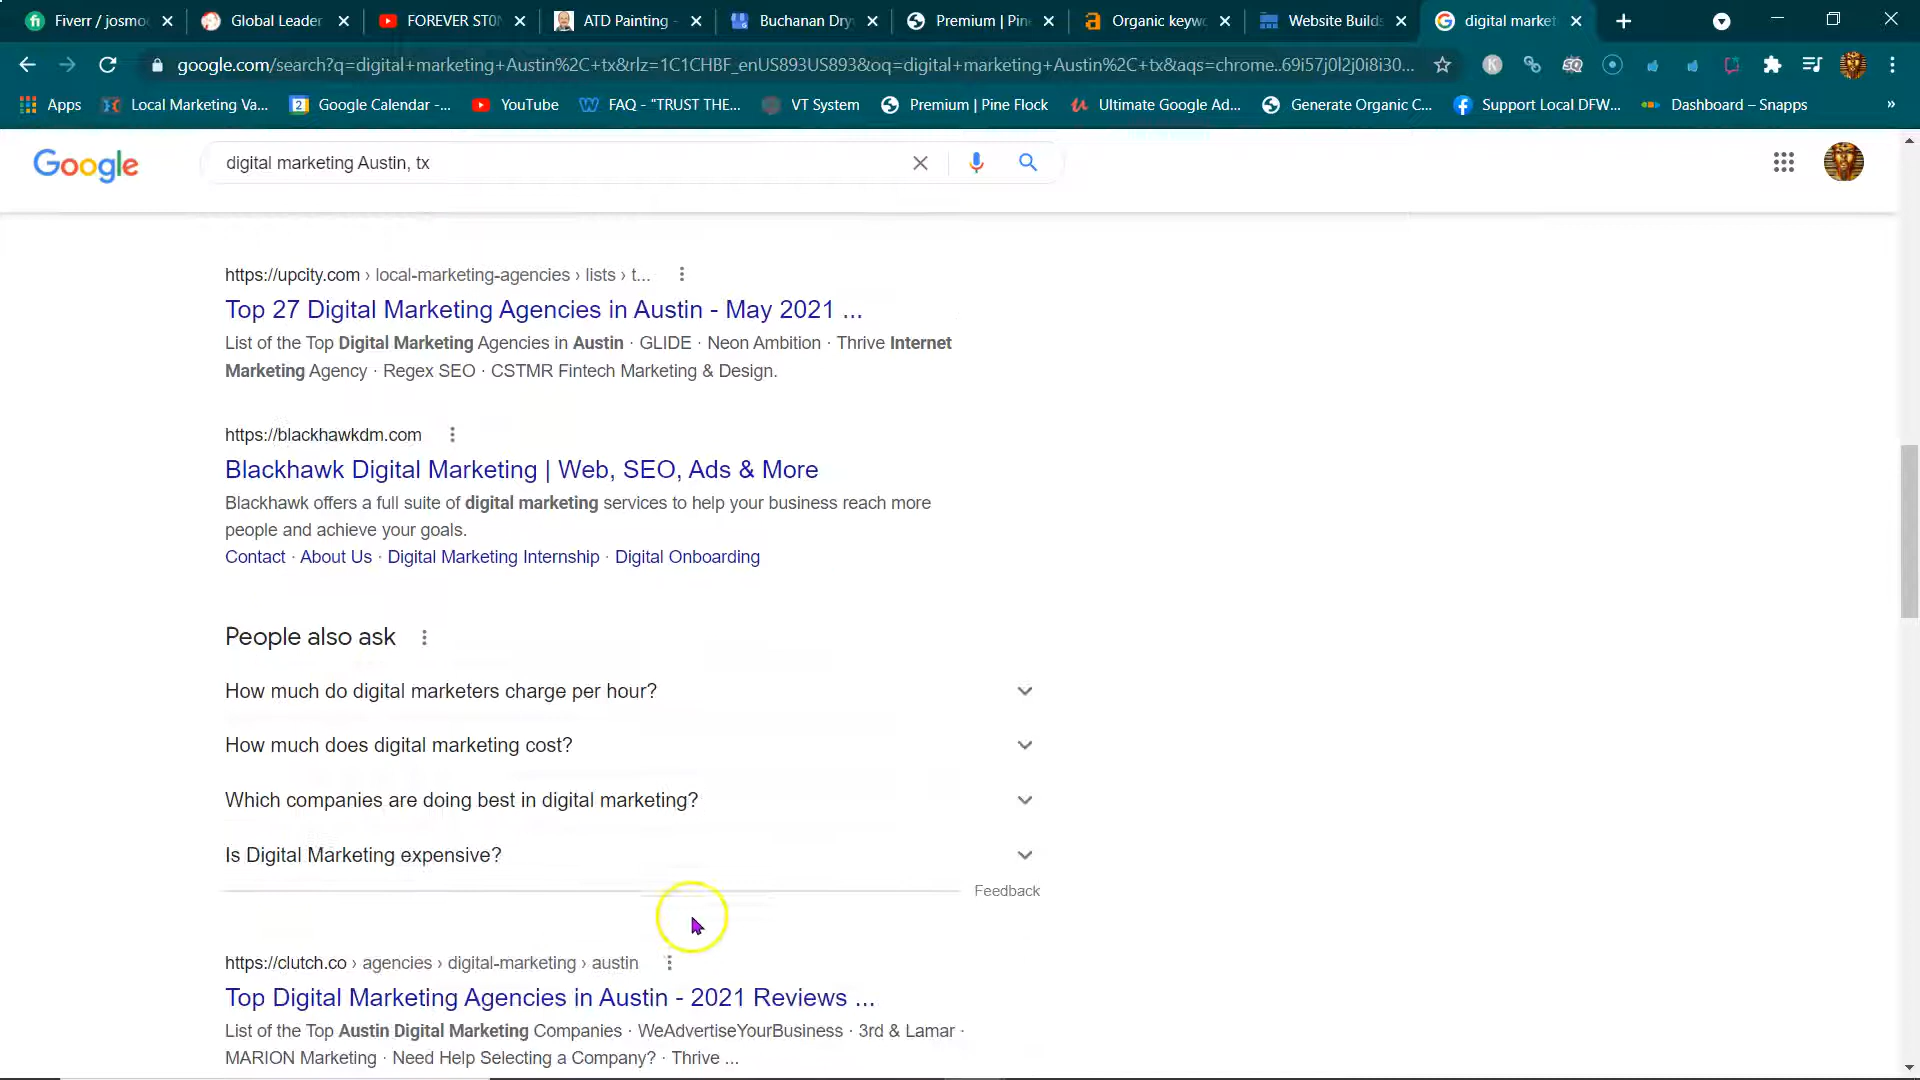 Fiverr / josmo
Global Leader
FOREVER ST0N
ATD Painting -
Buchanan Dry
Premium | Pine
Organic keywo
Website Builds
digital market
google.com/search?q=digital+marketing+Austin%2C+tx&rlz=1C1CHBF_enUS893US893&oq=digital+marketing+Austin%2C+tx&aqs=chrome..69i57j0l2j0i8i30...
Apps
Local Marketing Va...
Google Calendar -...
YouTube
FAQ - "TRUST THE...
VT System
Premium | Pine Flock
Ultimate Google Ad...
Generate Organic C...
Support Local DFW...
Dashboard – Snapps
»
Google
digital marketing Austin, tx
https://upcity.com › local-marketing-agencies › lists › t...
Top 27 Digital Marketing Agencies in Austin - May 2021 ...
List of the Top Digital Marketing Agencies in Austin · GLIDE · Neon Ambition · Thrive Internet
Marketing Agency · Regex SEO · CSTMR Fintech Marketing & Design.
https://blackhawkdm.com
Blackhawk Digital Marketing | Web, SEO, Ads & More
Blackhawk offers a full suite of digital marketing services to help your business reach more
people and achieve your goals.
Contact · About Us · Digital Marketing Internship · Digital Onboarding
People also ask
How much do digital marketers charge per hour?
How much does digital marketing cost?
Which companies are doing best in digital marketing?
Is Digital Marketing expensive?
Feedback
https://clutch.co › agencies › digital-marketing › austin
Top Digital Marketing Agencies in Austin - 2021 Reviews ...
List of the Top Austin Digital Marketing Companies · WeAdvertiseYourBusiness · 3rd & Lamar ·
MARION Marketing · Need Help Selecting a Company? · Thrive ...